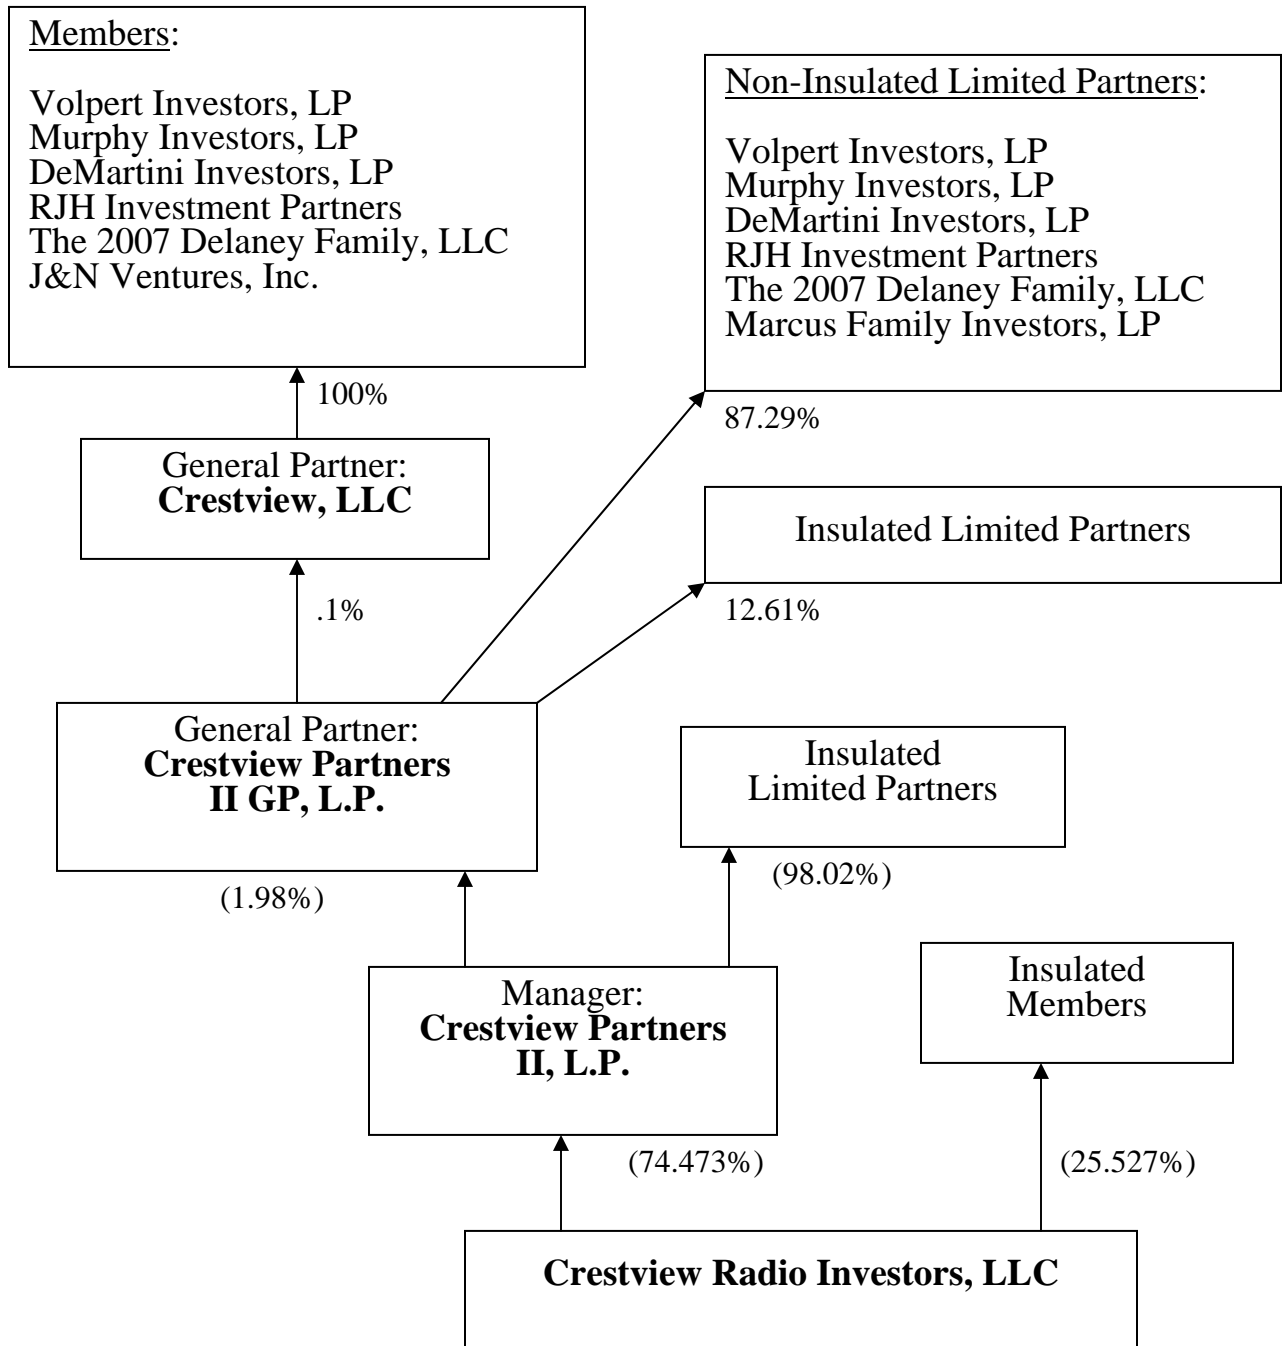 Members:
Volpert Investors, LP
Murphy Investors, LP
DeMartini Investors, LP
RJH Investment Partners
The 2007 Delaney Family, LLC
J&N Ventures, Inc.
Non-Insulated Limited Partners:
Volpert Investors, LP
Murphy Investors, LP
DeMartini Investors, LP
RJH Investment Partners
The 2007 Delaney Family, LLC
Marcus Family Investors, LP
100%
87.29%
General Partner:
Crestview, LLC
Insulated Limited Partners
.1%
12.61%
General Partner:
Crestview Partners
II GP, L.P.
Insulated
Limited Partners
(1.98%)
(98.02%)
Manager:
Crestview Partners
II, L.P.
Insulated
Members
(74.473%)
(25.527%)
Crestview Radio Investors, LLC